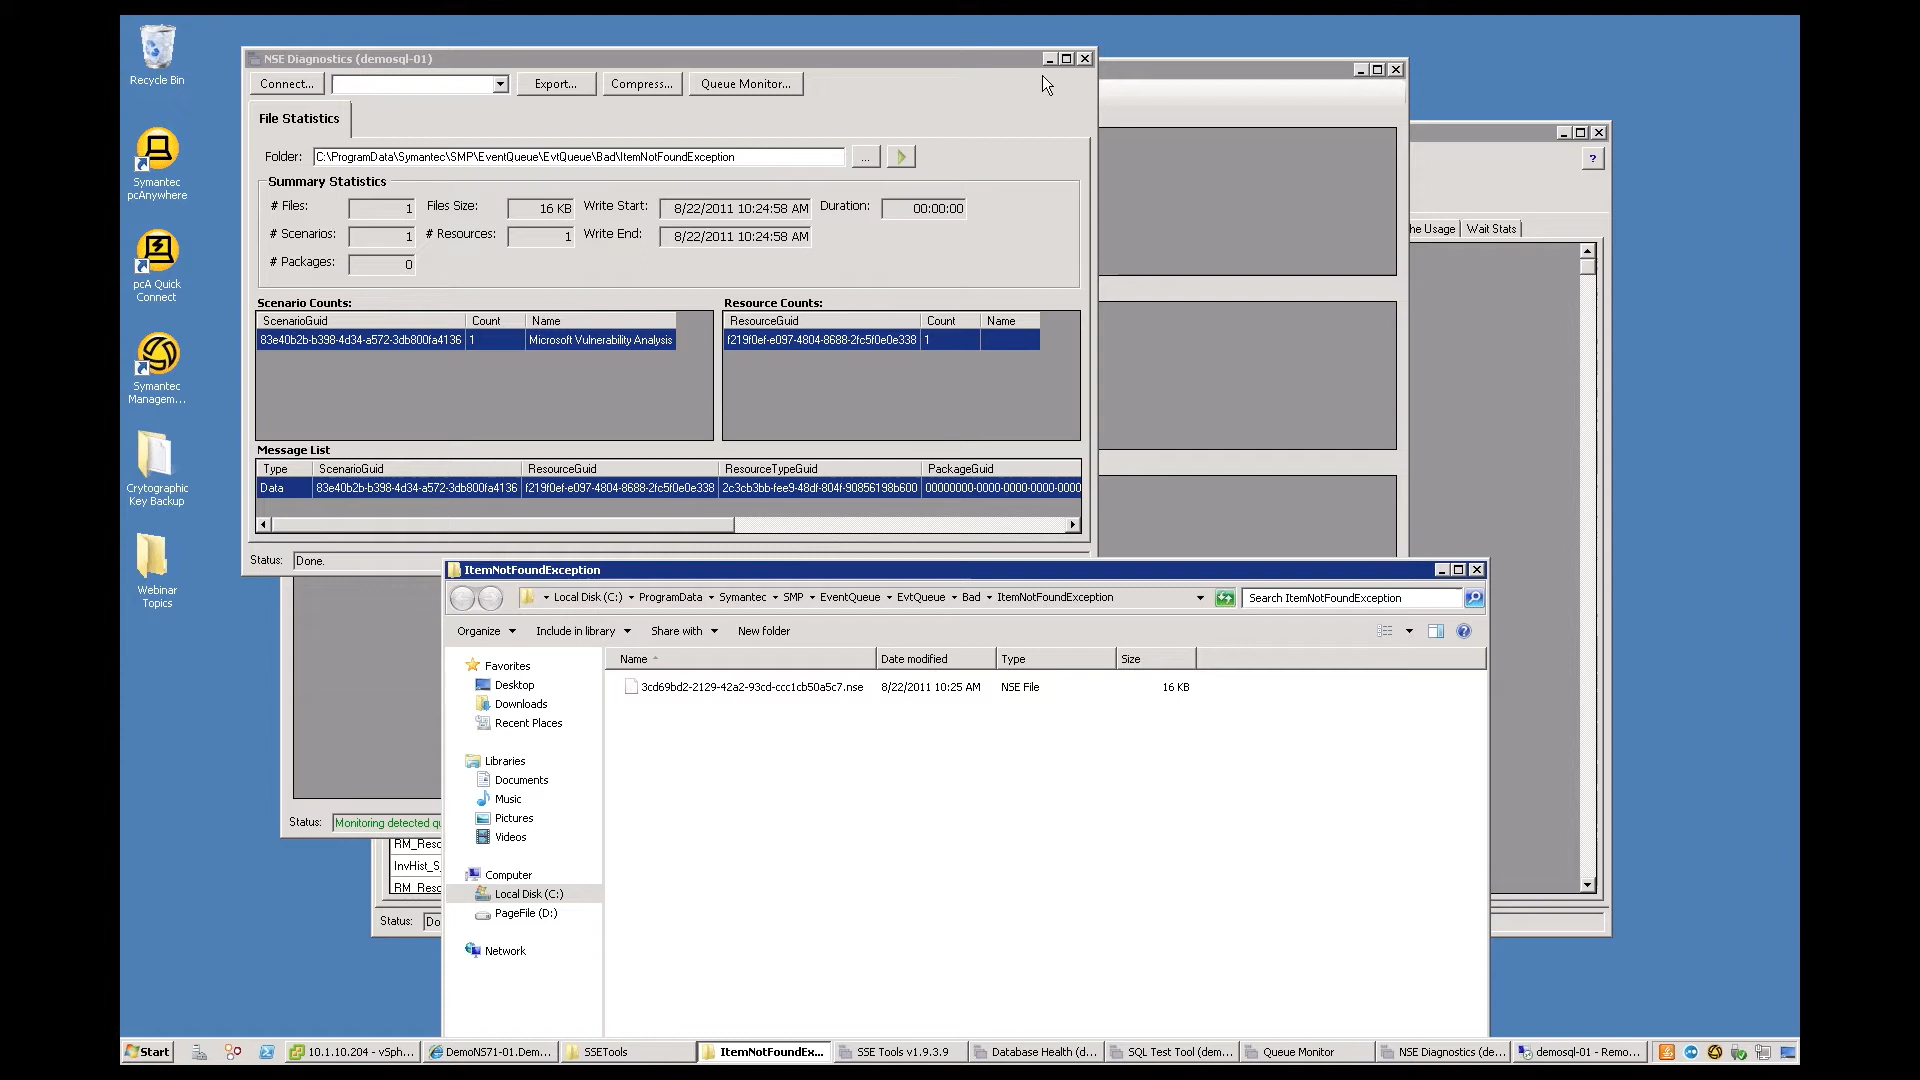 Recycle Bin
Symantec
pcAnywhere
pcA Quick
Connect
Symantec
Managem...
Crytographic
Key Backup
Webinar
Topics
NSE Diagnostics (demosql-01)
Connect...
Export...
Compress...
Queue Monitor...
File Statistics
Folder: C:\ProgramData\Symantec\SMP\EventQueue\EvtQueue\Bad\ItemNotFoundException ...
Summary Statistics
# Files: 1 Files Size: 16 KB Write Start: 8/22/2011 10:24:58 AM Duration: 00:00:00
# Scenarios: 1 # Resources: 1 Write End: 8/22/2011 10:24:58 AM
# Packages: 0
Scenario Counts:
ScenarioGuid Count Name
83e40b2b-b398-4d34-a572-3db800fa4136 1 Microsoft Vulnerability Analysis
Resource Counts:
ResourceGuid Count Name
f219f0ef-e097-4804-8688-2fc5f0e0e338 1
Message List
Type ScenarioGuid ResourceGuid ResourceTypeGuid PackageGuid
Data 83e40b2b-b398-4d34-a572-3db800fa4136 f219f0ef-e097-4804-8688-2fc5f0e0e338 2c3cb3bb-fee9-48df-804f-90856198b600 00000000-0000-0000-0000-0000
Status: Done.
?
he Usage Wait Stats
ItemNotFoundException
Local Disk (C:) ProgramData Symantec SMP EventQueue EvtQueue Bad ItemNotFoundException
Search ItemNotFoundException
Organize Include in library Share with New folder
?
Name Date modified Type Size
3cd69bd2-2129-42a2-93cd-ccc1cb50a5c7.nse 8/22/2011 10:25 AM NSE File 16 KB
Favorites
Desktop
Downloads
Recent Places
Libraries
Documents
Music
Pictures
Videos
Computer
Local Disk (C:)
PageFile (D:)
Network
Status: Monitoring detected qu
RM_Reso
InvHist_S
RM_Reso
Status: Do
Start
10.1.10.204 - vSph...
DemoNS71-01.Dem...
SSETools
ItemNotFoundEx...
SSE Tools v1.9.3.9
Database Health (d...
SQL Test Tool (dem...
Queue Monitor
NSE Diagnostics (de...
demosql-01 - Remo...